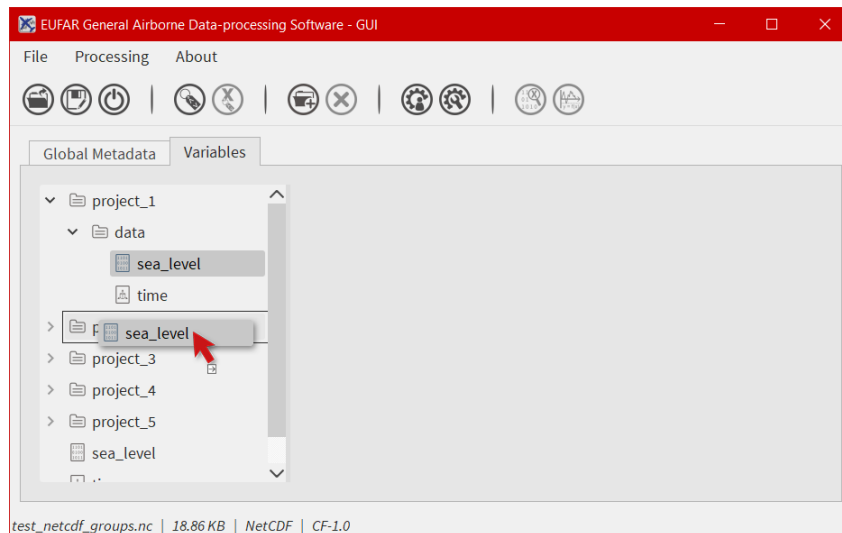 EUFAR General Airborne Data-processing Software - GUI
File Processing About
Global Metadata Variables
project_1
data
sea_level
time
sea_level
project_3
project_4
project_5
sea_level
test_netcdf_groups.nc | 18.86 KB | NetCDF | CF-1.0